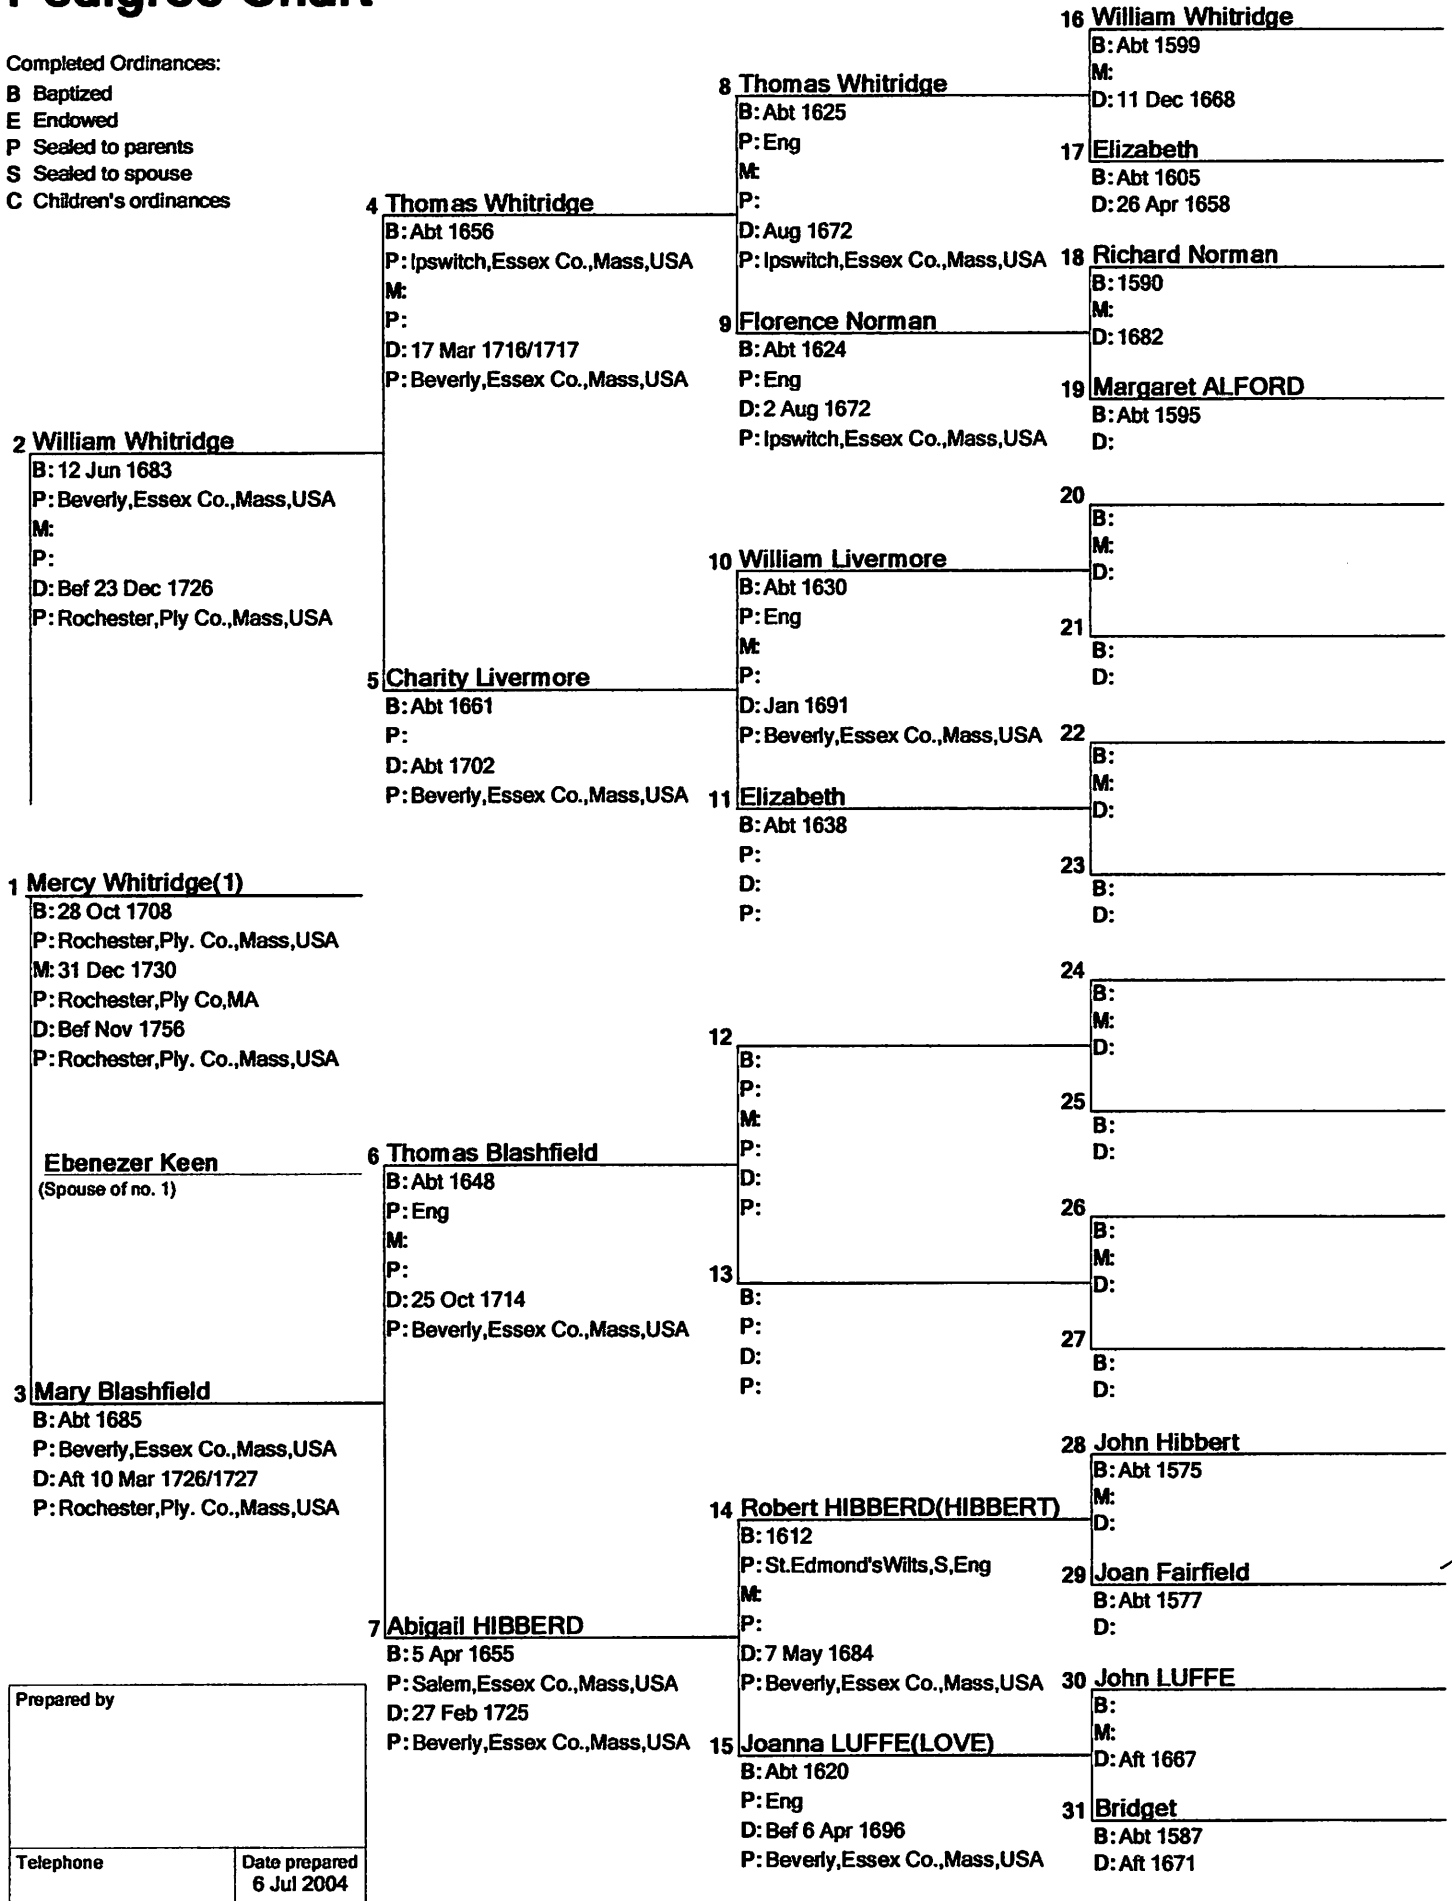 Completed Ordinances:
B Baptized
E Endowed
P Sealed to parents
S Sealed to spouse
C Children's ordinances
1 Mercy Whitridge(1)
B: 28 Oct 1708
P: Rochester,Ply. Co.,Mass,USA
M: 31 Dec 1730
P: Rochester,Ply Co,MA
D: Bef Nov 1756
P: Rochester,Ply. Co.,Mass,USA
Ebenezer Keen
(Spouse of no. 1)
2 William Whitridge
B: 12 Jun 1683
P: Beverly,Essex Co.,Mass,USA
M:
P:
D: Bef 23 Dec 1726
P: Rochester,Ply Co.,Mass,USA
3 Mary Blashfield
B: Abt 1685
P: Beverly,Essex Co.,Mass,USA
D: Aft 10 Mar 1726/1727
P: Rochester,Ply. Co.,Mass,USA
4 Thomas Whitridge
B: Abt 1656
P: Ipswitch,Essex Co.,Mass,USA
M:
P:
D: 17 Mar 1716/1717
P: Beverly,Essex Co.,Mass,USA
5 Charity Livermore
B: Abt 1661
P:
D: Abt 1702
P: Beverly,Essex Co.,Mass,USA
6 Thomas Blashfield
B: Abt 1648
P: Eng
M:
P:
D: 25 Oct 1714
P: Beverly,Essex Co.,Mass,USA
7 Abigail HIBBERD
B: 5 Apr 1655
P: Salem,Essex Co.,Mass,USA
D: 27 Feb 1725
P: Beverly,Essex Co.,Mass,USA
8 Thomas Whitridge
B: Abt 1625
P: Eng
M:
P:
D: Aug 1672
P: Ipswitch,Essex Co.,Mass,USA
9 Florence Norman
B: Abt 1624
P: Eng
D: 2 Aug 1672
P: Ipswitch,Essex Co.,Mass,USA
10 William Livermore
B: Abt 1630
P: Eng
M:
P:
D: Jan 1691
P: Beverly,Essex Co.,Mass,USA
11 Elizabeth
B: Abt 1638
P:
D:
P:
12
B:
P:
M:
P:
D:
P:
13
B:
P:
D:
P:
14 Robert HIBBERD(HIBBERT)
B: 1612
P: St.Edmond'sWilts,S,Eng
M:
P:
D: 7 May 1684
P: Beverly,Essex Co.,Mass,USA
15 Joanna LUFFE(LOVE)
B: Abt 1620
P: Eng
D: Bef 6 Apr 1696
P: Beverly,Essex Co.,Mass,USA
16 William Whitridge
B: Abt 1599
M:
D: 11 Dec 1668
17 Elizabeth
B: Abt 1605
D: 26 Apr 1658
18 Richard Norman
B: 1590
M:
D: 1682
19 Margaret ALFORD
B: Abt 1595
D:
20
B:
M:
D:
21
B:
D:
22
B:
M:
D:
23
B:
D:
24
B:
M:
D:
25
B:
D:
26
B:
M:
D:
27
B:
D:
28 John Hibbert
B: Abt 1575
M:
D:
29 Joan Fairfield
B: Abt 1577
D:
30 John LUFFE
B:
M:
D: Aft 1667
31 Bridget
B: Abt 1587
D: Aft 1671
Prepared by
Telephone
Date prepared
6 Jul 2004